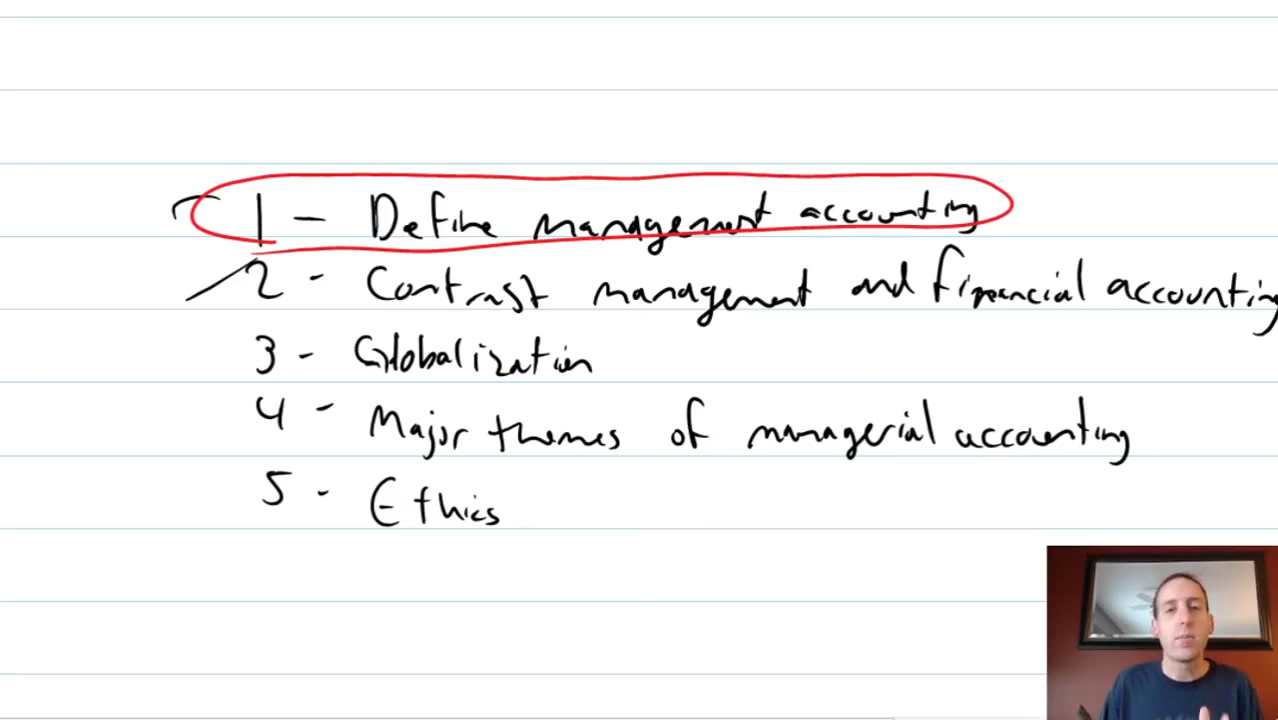 1 - Define management accounting
2 - Contrast management and financial accounting
3 - Globalization
4 - Major themes of managerial accounting
5 - Ethics